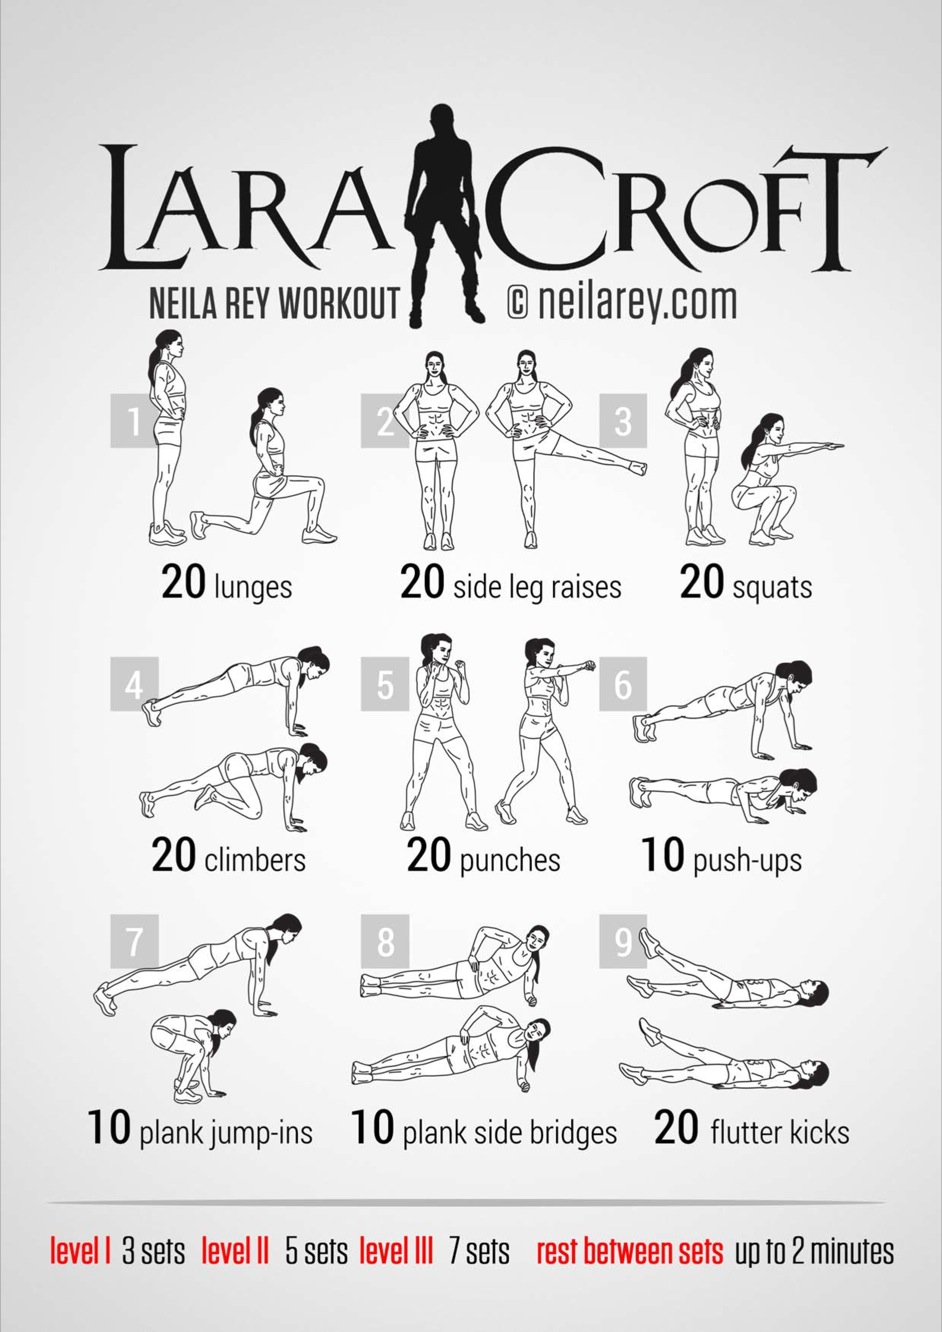 LARA CROFT
NEILA REY WORKOUT © neilarey.com
1
20 lunges
2
20 side leg raises
3
20 squats
4
20 climbers
5
20 punches
6
10 push-ups
7
10 plank jump-ins
8
10 plank side bridges
9
20 flutter kicks
level I 3 sets level II 5 sets level III 7 sets rest between sets up to 2 minutes